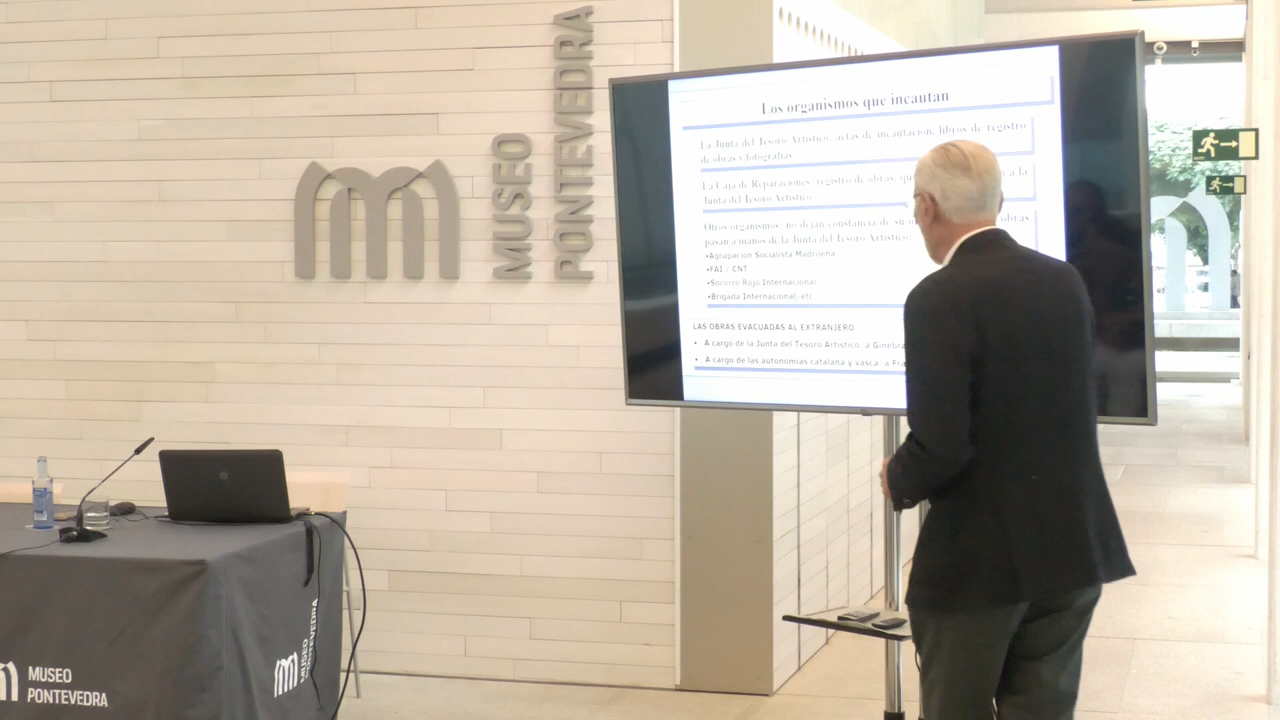 MUSEO
PONTEVEDRA
Los organismos que incautan
La Junta del Tesoro Artístico: actas de incautación, libros de registro
de obras y fotografías
La Caja de Reparaciones: registro de obras, a la
Junta del Tesoro Artístico
Otros organismos: no dejan constancia de su obras
pasan a manos de la Junta del Tesoro Artístico
•Agrupación Socialista Madrileña
•FAI / CNT
•Socorro Rojo Internacional
•Brigada Internacional, etc
LAS OBRAS EVACUADAS AL EXTRANJERO
• A cargo de la Junta del Tesoro Artístico: a Ginebra
• A cargo de las autonomías catalana y vasca: a
MUSEO
PONTEVEDRA
MUSEO
PONTEVEDRA